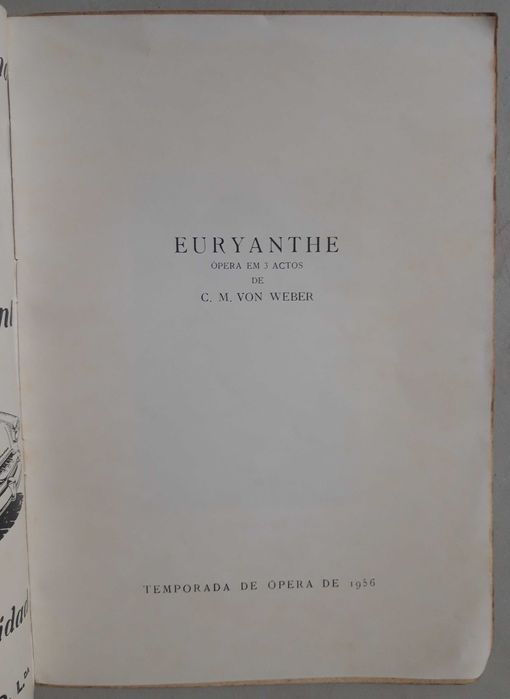 EURYANTHE
ÓPERA EM 3 ACTOS
DE
C. M. VON WEBER
TEMPORADA DE ÓPERA DE 1956